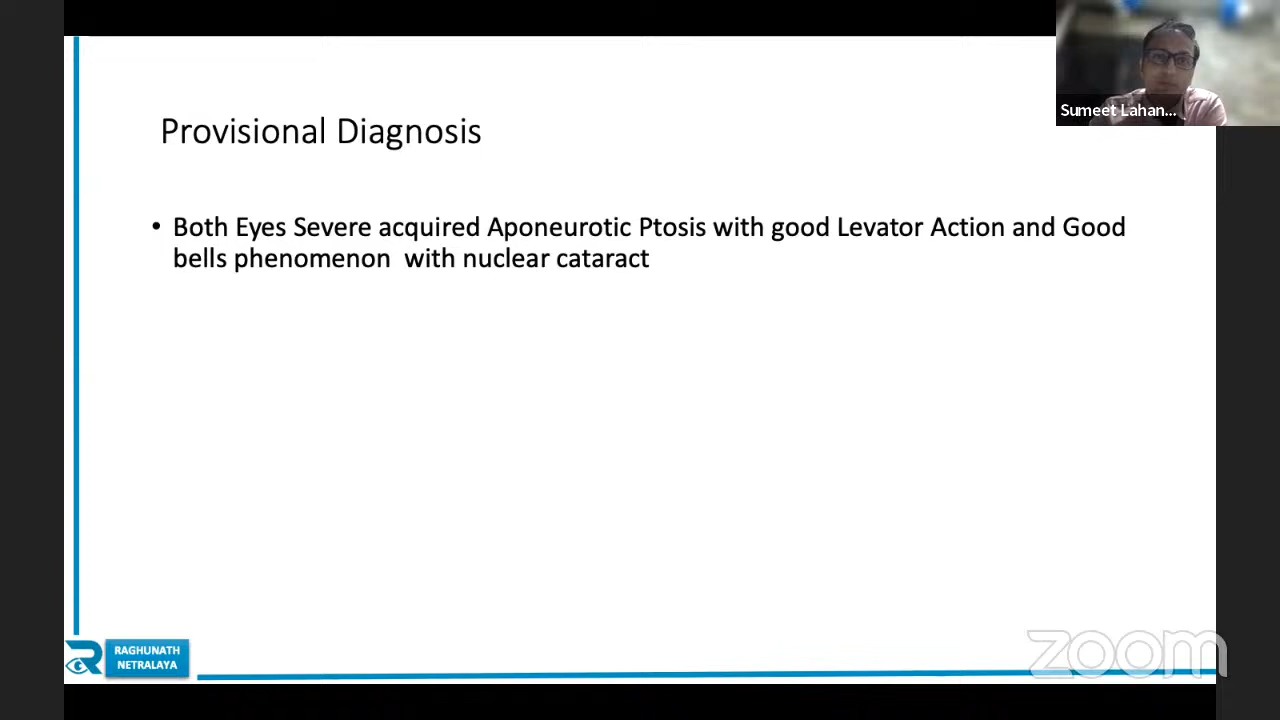 Sumeet Lahan...
Provisional Diagnosis
• Both Eyes Severe acquired Aponeurotic Ptosis with good Levator Action and Good
bells phenomenon with nuclear cataract
RAGHUNATH
NETRALAYA
zoom